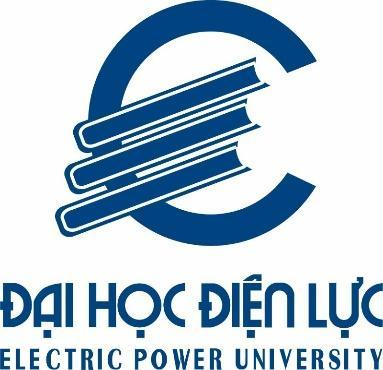 ĐẠI HỌC ĐIỆN LỰC
ELECTRIC POWER UNIVERSITY